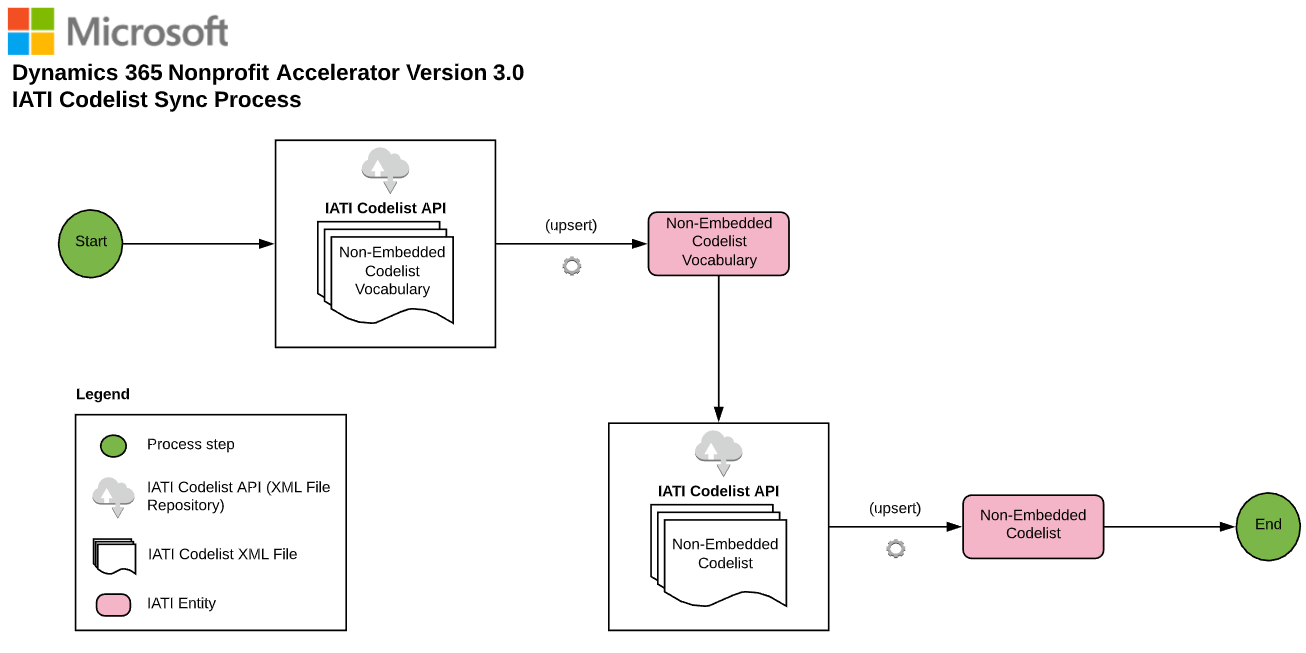 Microsoft
Dynamics 365 Nonprofit Accelerator Version 3.0
IATI Codelist Sync Process
Start
IATI Codelist API
Non-Embedded
Codelist
Vocabulary
(upsert)
Non-Embedded
Codelist
Vocabulary
Legend
Process step
IATI Codelist API (XML File
Repository)
IATI Codelist XML File
IATI Entity
IATI Codelist API
Non-Embedded
Codelist
(upsert)
Non-Embedded
Codelist
End